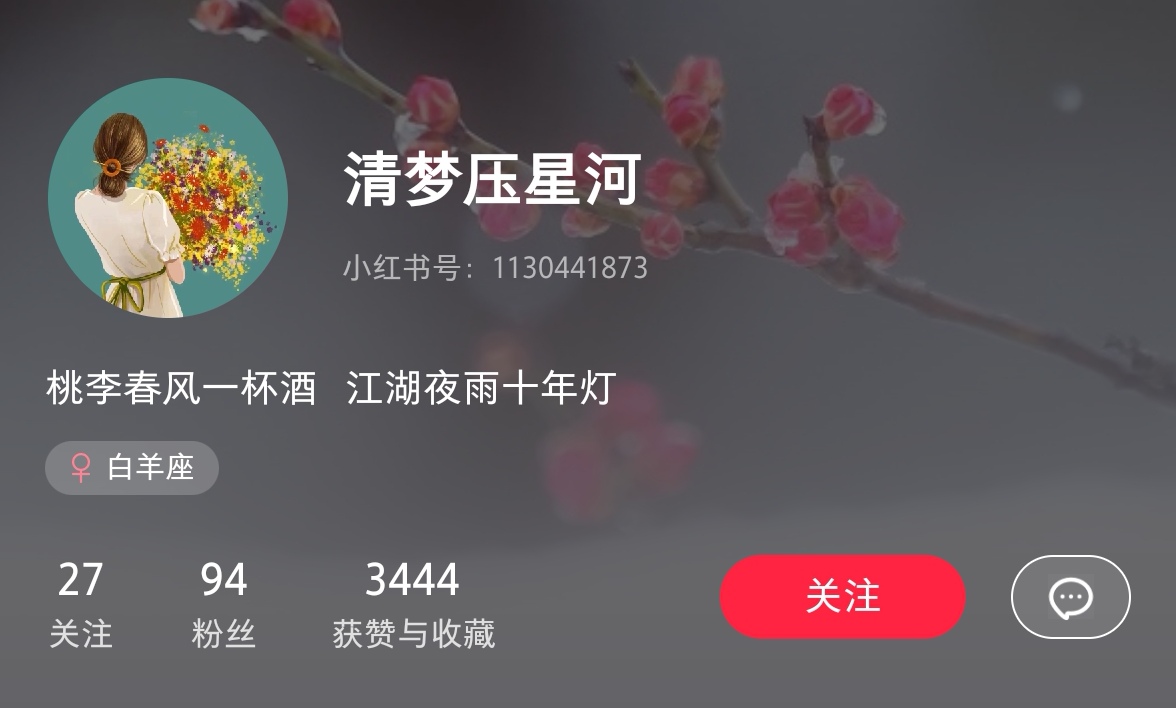 清梦压星河
小红书号：1130441873
桃李春风一杯酒 江湖夜雨十年灯
♀ 白羊座
27 94 3444
关注 粉丝 获赞与收藏
关注